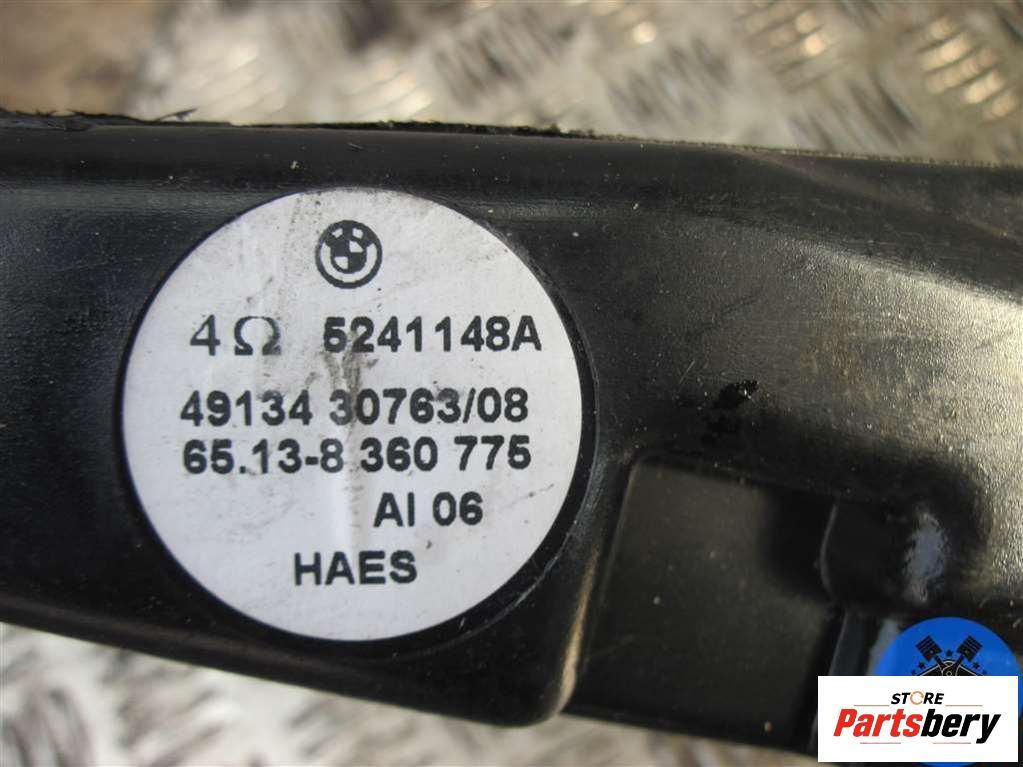 4Ω 5241148A
49134 30763/08
65.13-8 360 775
AI 06
HAES
STORE
Partsbery